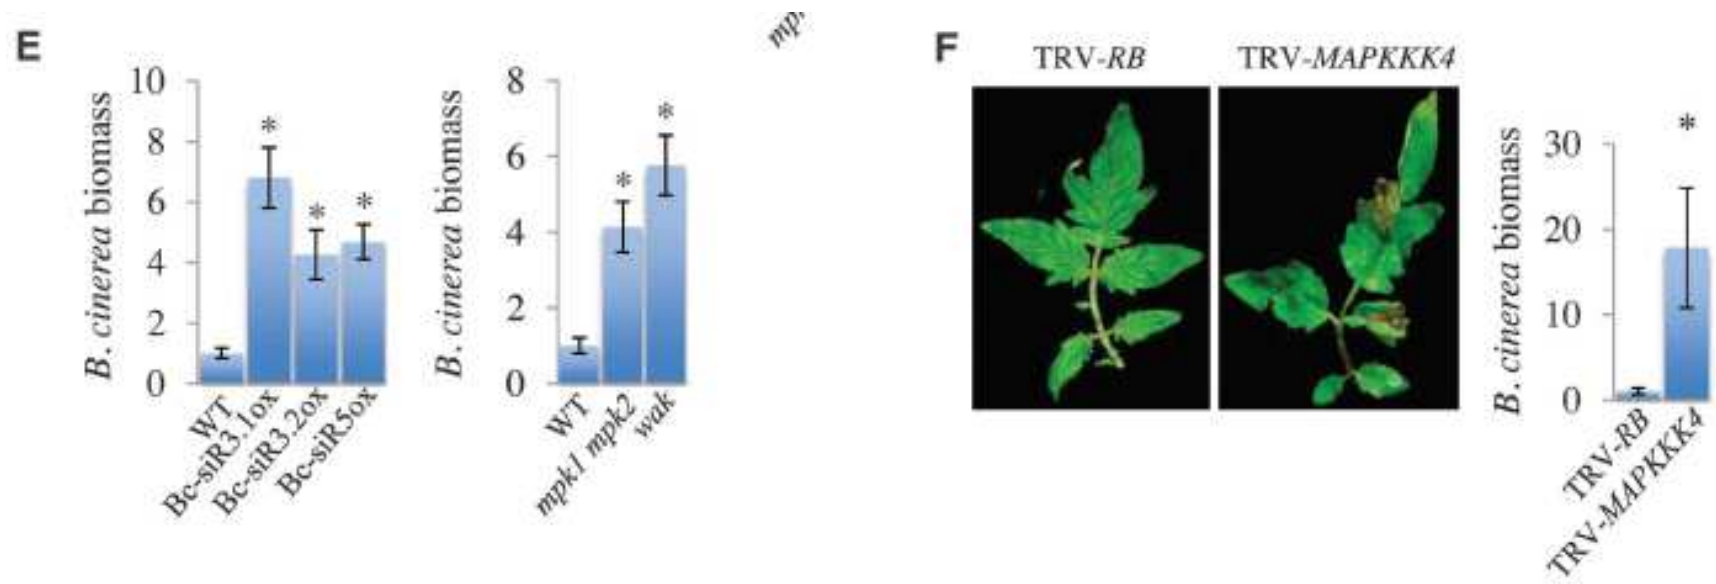 E
mpk
B. cinerea biomass
10
8
6
4
2
0
*
*
*
WT
Bc-siR3.1ox
Bc-siR3.2ox
Bc-siR5ox
B. cinerea biomass
8
6
4
2
0
*
*
WT
mpk1 mpk2
wak
F
TRV-RB
TRV-MAPKKK4
B. cinerea biomass
30
20
10
0
*
TRV-RB
TRV-MAPKKK4